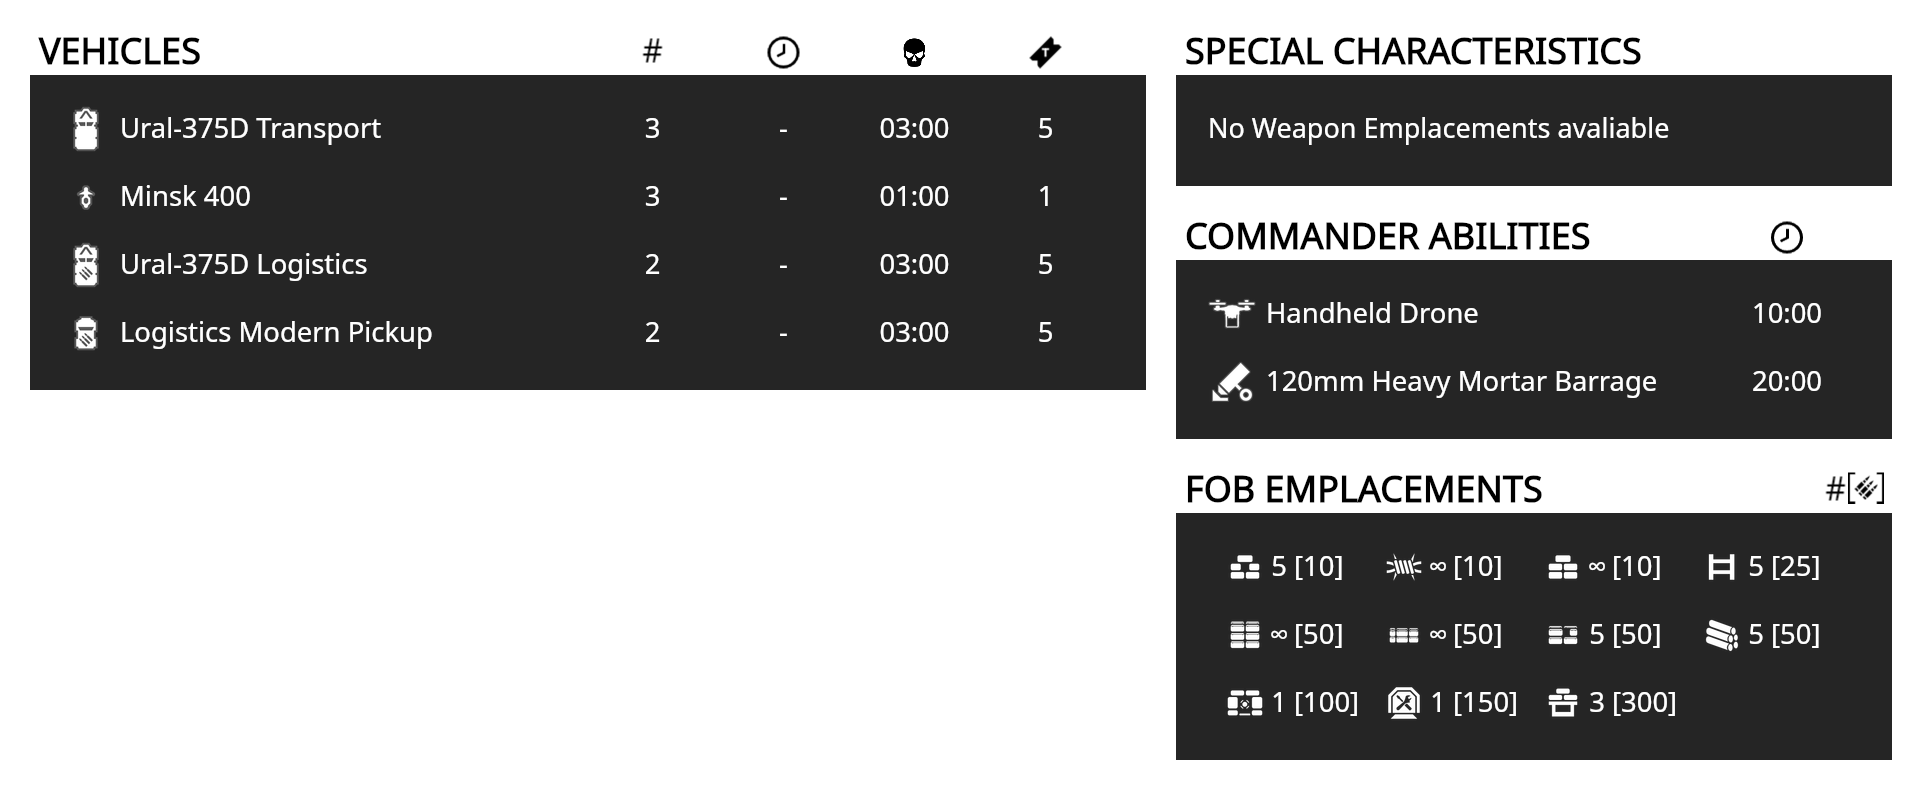 VEHICLES #
Ural-375D Transport 3 - 03:00 5
Minsk 400 3 - 01:00 1
Ural-375D Logistics 2 - 03:00 5
Logistics Modern Pickup 2 - 03:00 5
SPECIAL CHARACTERISTICS
No Weapon Emplacements avaliable
COMMANDER ABILITIES
Handheld Drone 10:00
120mm Heavy Mortar Barrage 20:00
FOB EMPLACEMENTS #[]
5 [10] ∞ [10] ∞ [10] 5 [25]
∞ [50] ∞ [50] 5 [50] 5 [50]
1 [100] 1 [150] 3 [300]